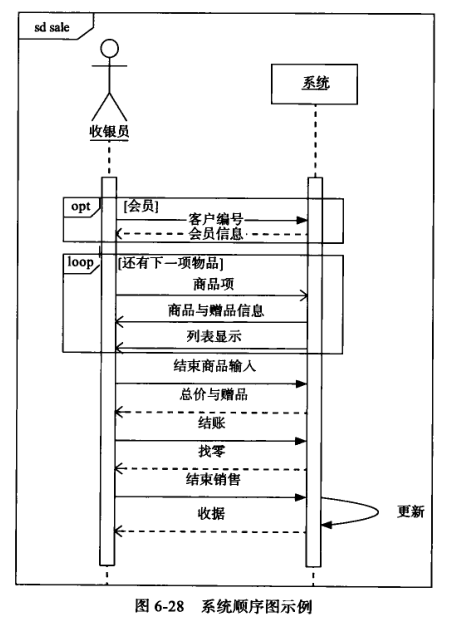 sd sale
系统
收银员
opt
[会员]
客户编号
会员信息
loop
[还有下一项物品]
商品项
商品与赠品信息
列表显示
结束商品输入
总价与赠品
结账
找零
结束销售
收据
更新
图 6-28 系统顺序图示例